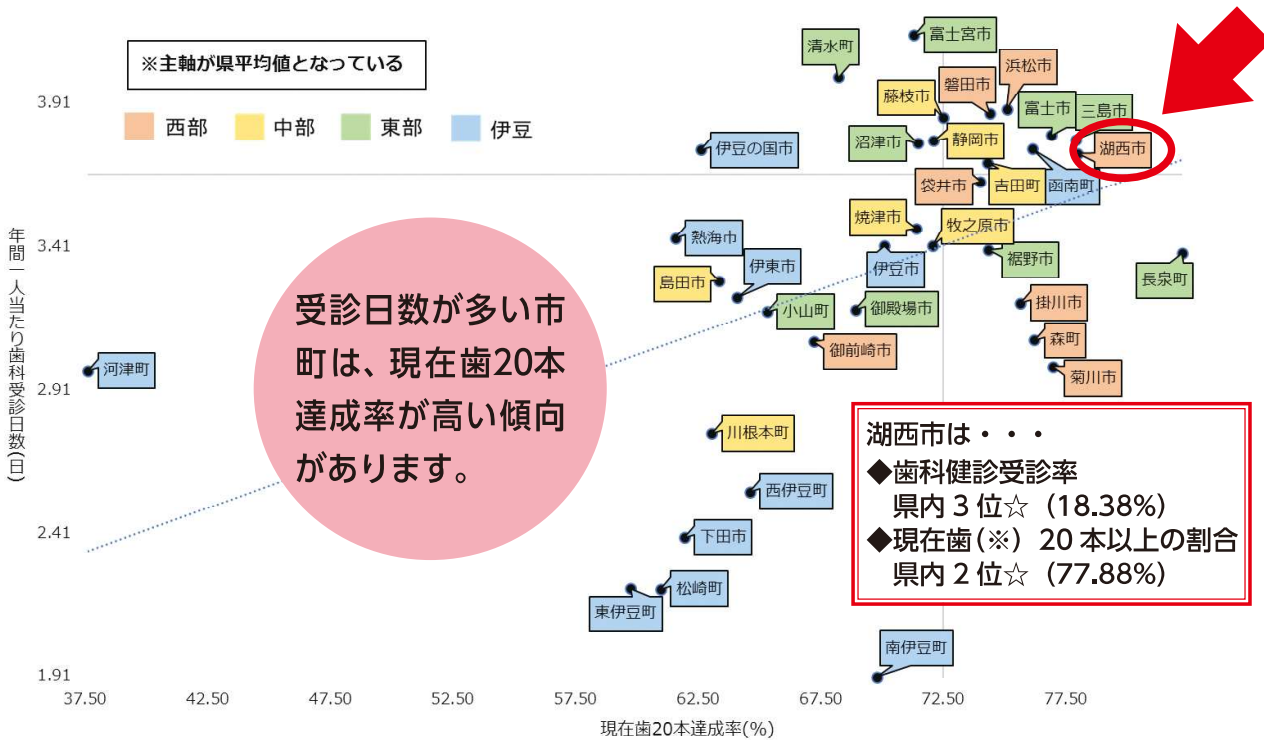 ※主軸が県平均値となっている
西部
中部
東部
伊豆
年間一人当たり歯科受診日数(日)
3.91
3.41
2.91
2.41
1.91
37.50
42.50
47.50
52.50
57.50
62.50
67.50
72.50
77.50
現在歯20本達成率(%)
清水町
富士宮市
浜松市
磐田市
藤枝市
富士市
三島市
沼津市
静岡市
湖西市
伊豆の国市
袋井市
吉田町
函南町
焼津市
牧之原市
熱海市
伊東市
伊豆市
裾野市
長泉町
島田市
小山町
御殿場市
掛川市
御前崎市
森町
菊川市
河津町
川根本町
西伊豆町
下田市
松崎町
東伊豆町
南伊豆町
受診日数が多い市
町は、現在歯20本
達成率が高い傾向
があります。
湖西市は・・・
◆歯科健診受診率
県内3位☆（18.38%）
◆現在歯(※) 20本以上の割合
県内2位☆（77.88%）